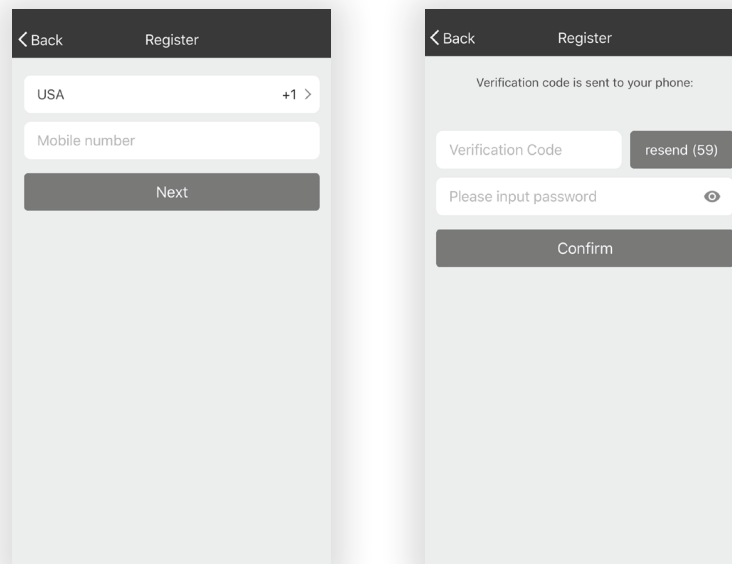 Back Register
USA +1
Mobile number
Next
Back Register
Verification code is sent to your phone:
Verification Code resend (59)
Please input password
Confirm